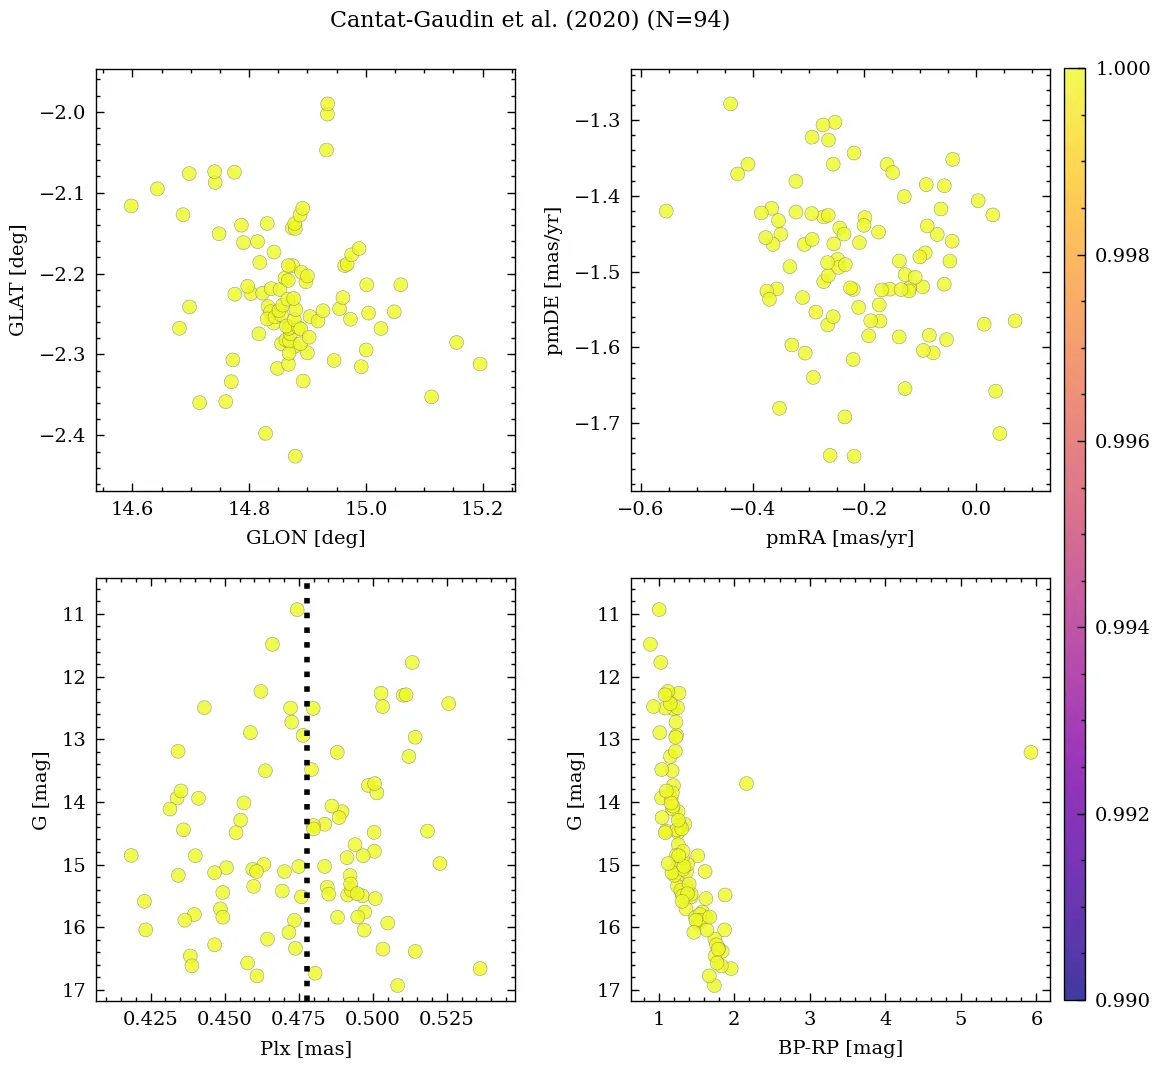 Cantat-Gaudin et al. (2020) (N=94)
−2.0
−2.1
−2.2
−2.3
−2.4
GLAT [deg]
14.6 14.8 15.0 15.2
GLON [deg]
−1.3
−1.4
−1.5
−1.6
−1.7
pmDE [mas/yr]
−0.6 −0.4 −0.2 0.0
pmRA [mas/yr]
1.000
0.998
0.996
0.994
0.992
0.990
11
12
13
14
15
16
17
G [mag]
0.425 0.450 0.475 0.500 0.525
Plx [mas]
11
12
13
14
15
16
17
G [mag]
1 2 3 4 5 6
BP-RP [mag]